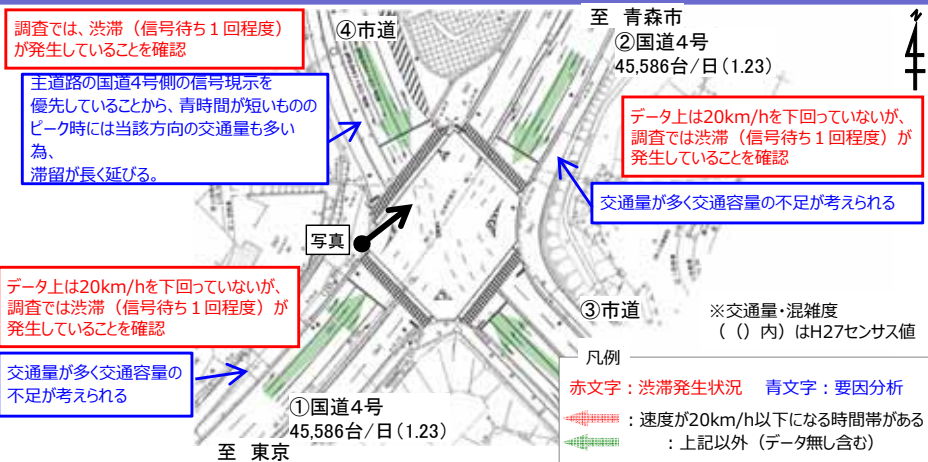 調査では、渋滞（信号待ち１回程度）
が発生していることを確認
④市道
至 青森市
②国道4号
45,586台/日(1.23)
主道路の国道4号側の信号現示を
優先していることから、青時間が短いものの
ピーク時には当該方向の交通量も多い
為、
滞留が長く延びる。
データ上は20km/hを下回っていないが、
調査では渋滞（信号待ち１回程度）が
発生していることを確認
交通量が多く交通容量の不足が考えられる
写真
データ上は20km/hを下回っていないが、
調査では渋滞（信号待ち１回程度）が
発生していることを確認
③市道
※交通量・混雑度
（（）内）はH27センサス値
交通量が多く交通容量の
不足が考えられる
①国道4号
45,586台/日(1.23)
至 東京
凡例
赤文字：渋滞発生状況 青文字：要因分析
：速度が20km/h以下になる時間帯がある
：上記以外（データ無し含む）